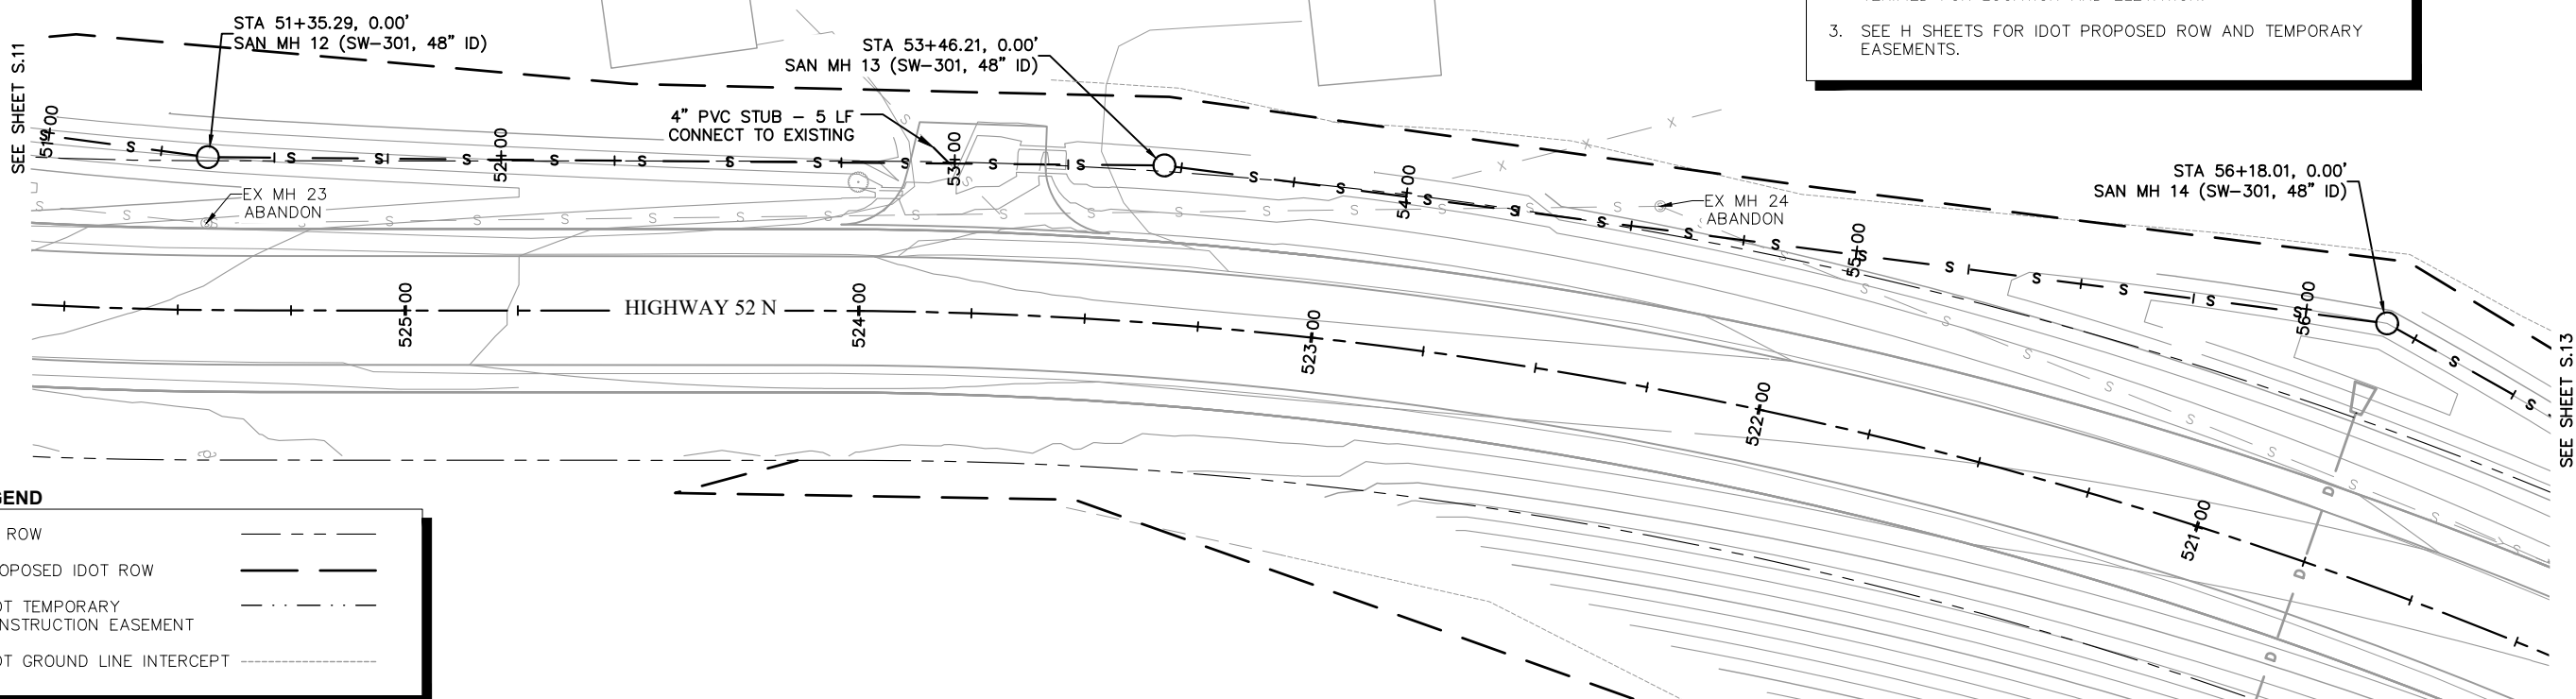 STA 51+35.29, 0.00'
SAN MH 12 (SW-301, 48" ID)
STA 53+46.21, 0.00'
SAN MH 13 (SW-301, 48" ID)
3. SEE H SHEETS FOR IDOT PROPOSED ROW AND TEMPORARY
EASEMENTS.
SEE SHEET S.11
51+00
4" PVC STUB - 5 LF
CONNECT TO EXISTING
52+00
53+00
54+00
55+00
56+00
STA 56+18.01, 0.00'
SAN MH 14 (SW-301, 48" ID)
EX MH 23
ABANDON
EX MH 24
ABANDON
HIGHWAY 52 N
525+00
524+00
523+00
522+00
521+00
SEE SHEET S.13
GEND
ROW
OPOSED IDOT ROW
OT TEMPORARY
NSTRUCTION EASEMENT
OT GROUND LINE INTERCEPT